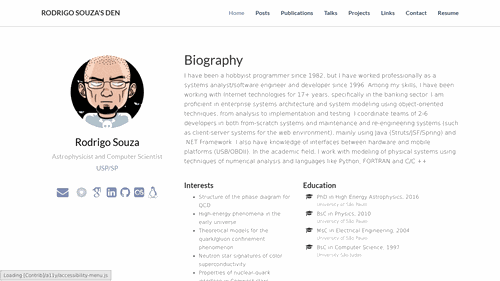 RODRIGO SOUZA'S DEN
Home Posts Publications Talks Projects Links Contact Resume
Biography
I have been a hobbyist programmer since 1982, but I have worked professionally as a
systems analyst/software engineer and developer since 1996. Among my skills, I have been
working with Internet technologies for 17+ years, specifically in the banking sector. I am
proficient in enterprise systems architecture and system modeling using object-oriented
techniques, from analysis to implementation and testing. I coordinate teams of 2-6
developers in both from-scratch systems and maintenance and re-engineering systems (such
as client-server systems for the web environment), mainly using Java (Struts/JSF/Spring) and
.NET Framework. I also have knowledge of interfaces between hardware and mobile
platforms (USB/OBDII). In the academic field, I work with modeling of physical systems using
techniques of numerical analysis and languages like Python, FORTRAN and C/C ++.
Rodrigo Souza
Astrophysicist and Computer Scientist
USP/SP
Interests
Structure of the phase diagram for
QCD
High-energy phenomena in the early
universe
Theoretical models for the
quark/gluon confinement
phenomenon
Neutron star signatures of color
superconductivity
Properties of nuclear-quark
Education
PhD in High Energy Astrophysics, 2016
University of São Paulo
BsC in Physics, 2010
University of São Paulo
MSC in Electrical Engineering, 2004
University of São Paulo
BsC in Computer Science, 1997
Loading [Contrib]/a11y/accessibility-menu.js